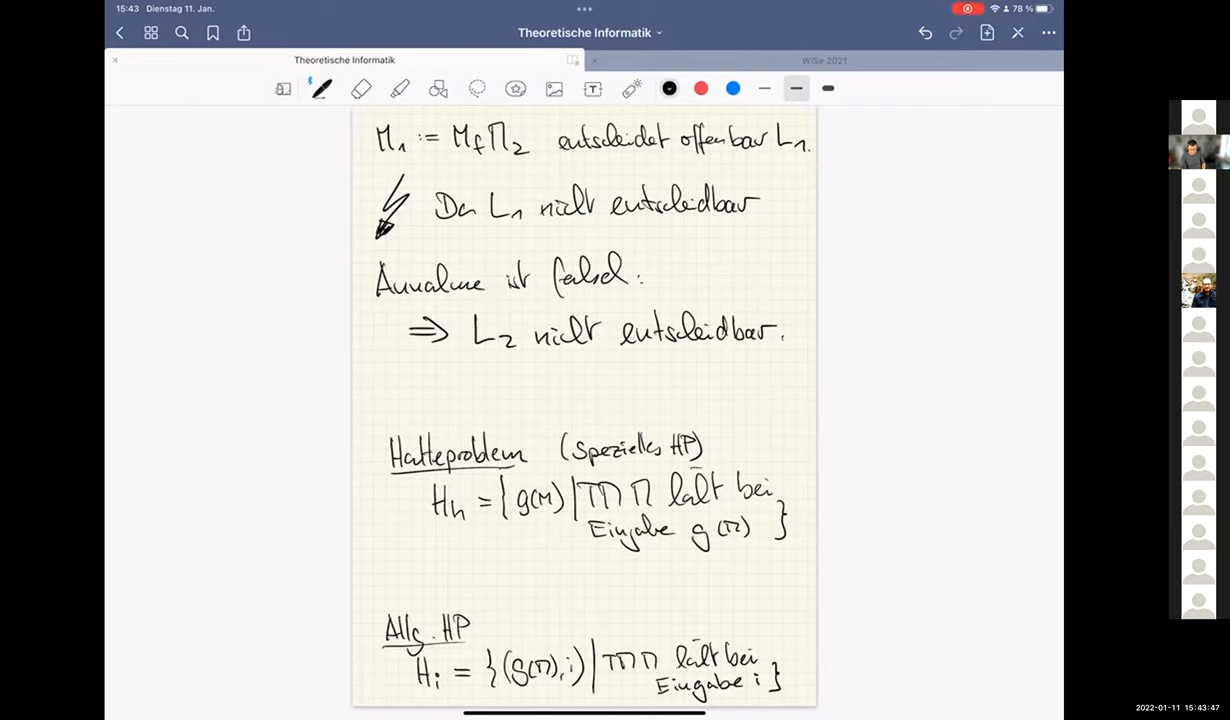 15:43 Dienstag 11. Jan.
78 %
Theoretische Informatik
Theoretische Informatik
WiSe 2021
M₁ := M_f M₂ entscheidet offenbar L₁.
Da L₁ nicht entscheidbar
Annahme ist falsch:
⇒ L₂ nicht entscheidbar.
Halteproblem (spezielles HP)
H_h = { g(M) | TM M hält bei
Eingabe g(M) }
Allg. HP
H_i = { (g(M), i) | TM M hält bei
Eingabe i }
2022-01-11 15:43:47